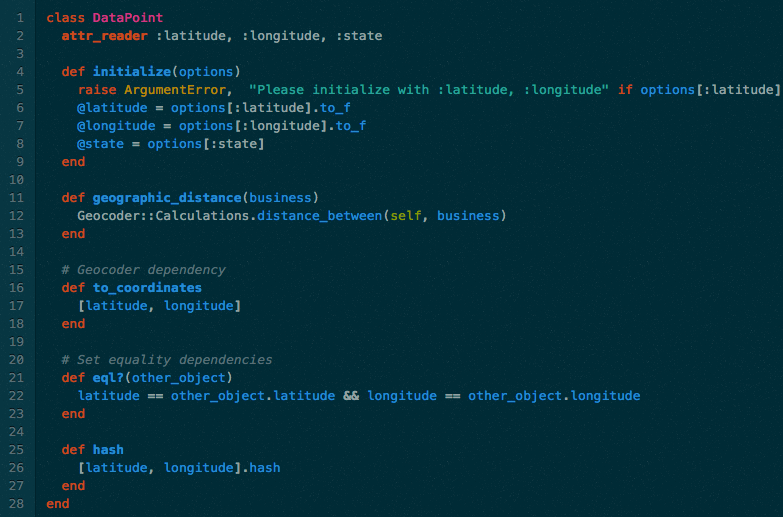 1 class DataPoint
2   attr_reader :latitude, :longitude, :state
3
4   def initialize(options)
5     raise ArgumentError,  "Please initialize with :latitude, :longitude" if options[:latitude]
6     @latitude = options[:latitude].to_f
7     @longitude = options[:longitude].to_f
8     @state = options[:state]
9   end
10
11   def geographic_distance(business)
12     Geocoder::Calculations.distance_between(self, business)
13   end
14
15   # Geocoder dependency
16   def to_coordinates
17     [latitude, longitude]
18   end
19
20   # Set equality dependencies
21   def eql?(other_object)
22     latitude == other_object.latitude && longitude == other_object.longitude
23   end
24
25   def hash
26     [latitude, longitude].hash
27   end
28 end